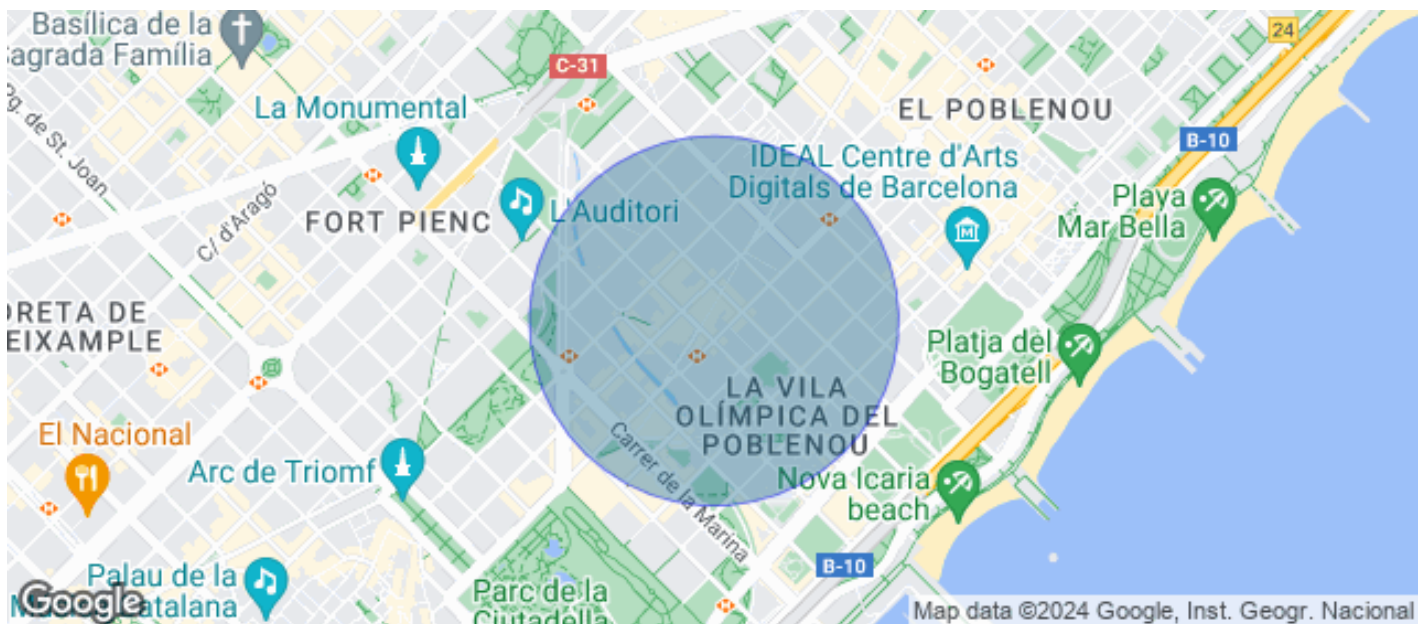 Basílica de la
Sagrada Família
24
C-31
La Monumental
EL POBLENOU
B-10
Pg. de St. Joan
IDEAL Centre d'Arts
Digitals de Barcelona
Playa
Mar Bella
C/ d'Aragó
FORT PIENC
L'Auditori
DRETA DE
EIXAMPLE
Platja del
Bogatell
LA VILA
OLÍMPICA DEL
POBLENOU
El Nacional
Arc de Triomf
Carrer de la Marina
Nova Icaria
beach
B-10
Palau de la
Catalana
Parc de la
Ciutadella
Google
Map data ©2024 Google, Inst. Geogr. Nacional